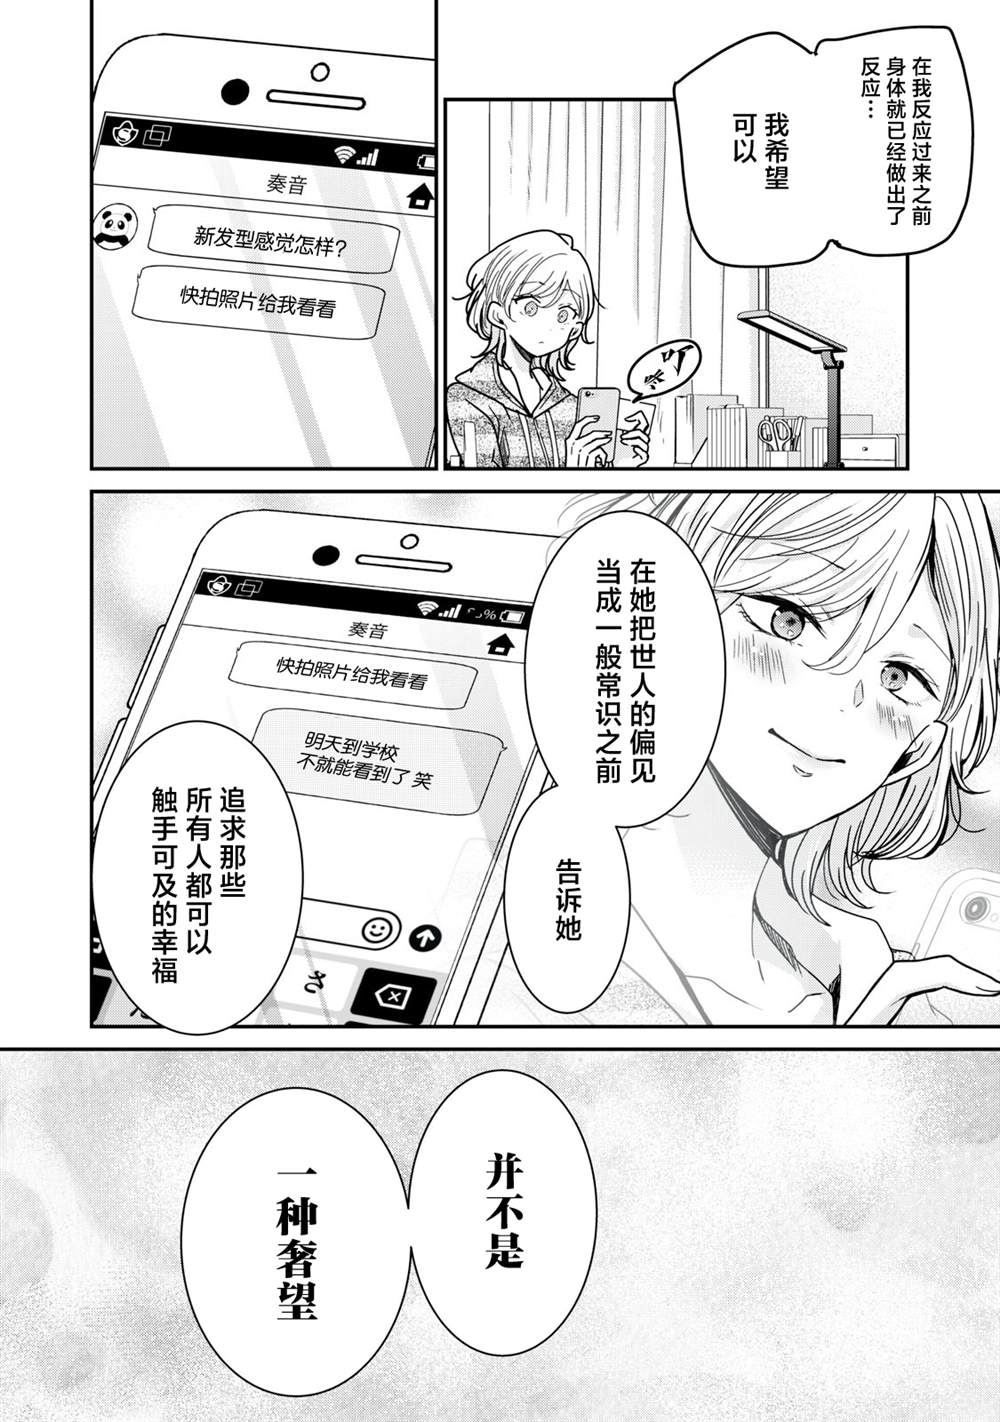 在我反应过来之前
身体就已经做出了
反应…
我希望
可以
叮
咚
奏音
新发型感觉怎样?
快拍照片给我看看
在她把世人的偏见
当成一般常识之前
告诉她
奏音
快拍照片给我看看
明天到学校
不就能看到了 笑
さ
追求那些
所有人都可以
触手可及的幸福
并不是
一种奢望